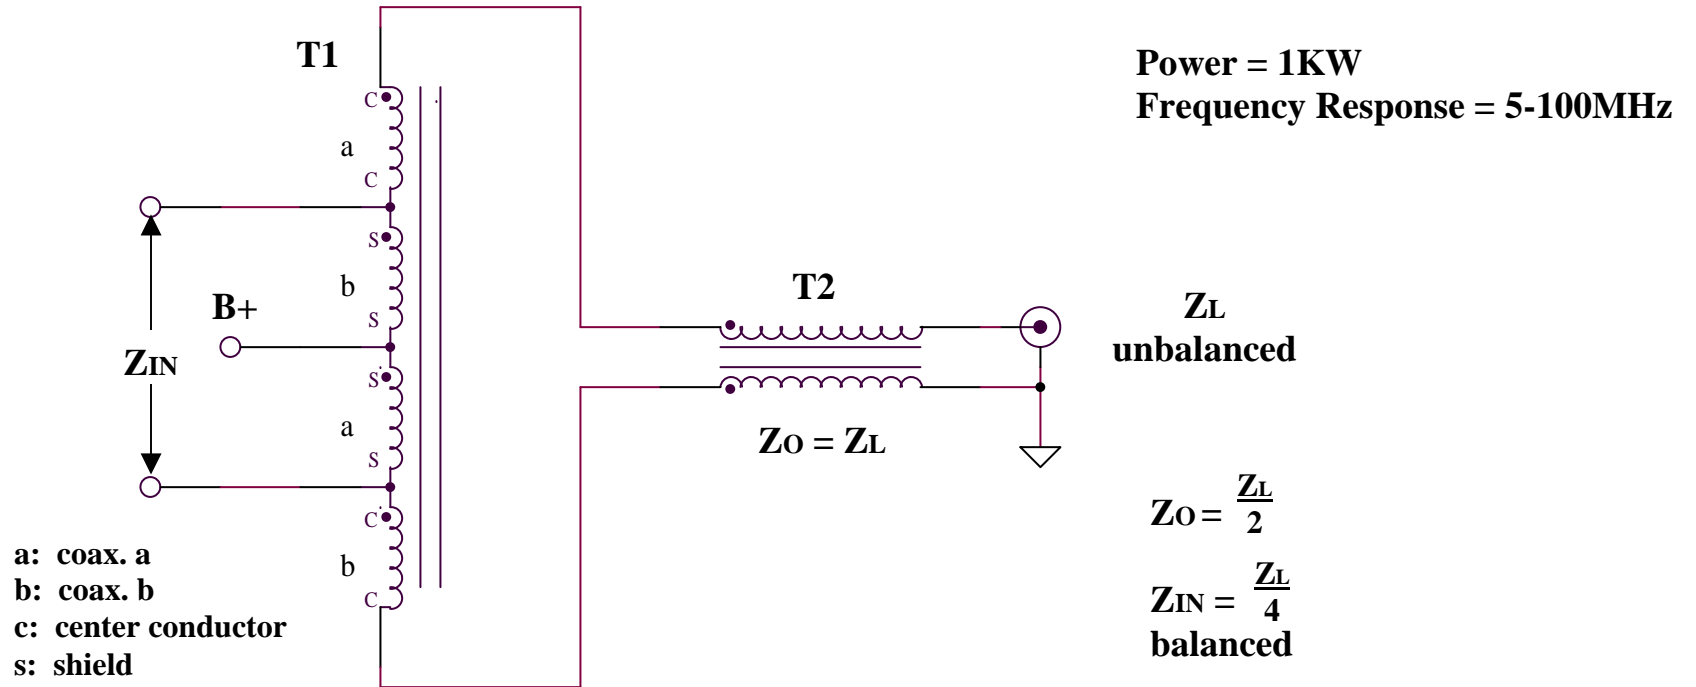 T1
Power = 1KW
Frequency Response = 5-100MHz
C
a
C
S
b
S
B+
ZIN
S
a
S
C
b
C
T2
ZO = ZL
ZL
unbalanced
ZO = ZL
2
ZIN = ZL
4
balanced
a: coax. a
b: coax. b
c: center conductor
s: shield